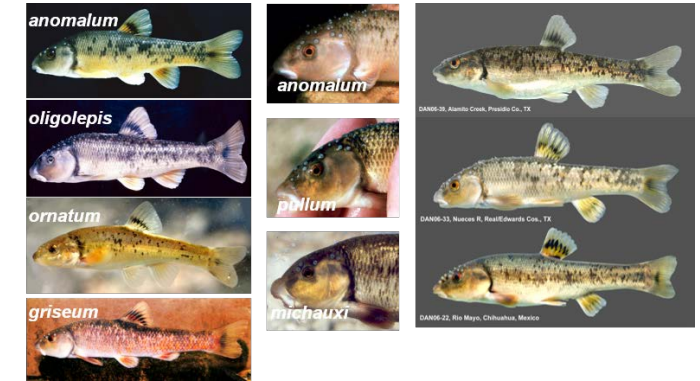 anomalum
oligolepis
ornatum
griseum
anomalum
pullum
michauxi
DAN06-39, Alamito Creek, Presidio Co., TX
DAN06-33, Nueces R, Real/Edwards Cos., TX
DAN06-22, Rio Mayo, Chihuahua, Mexico